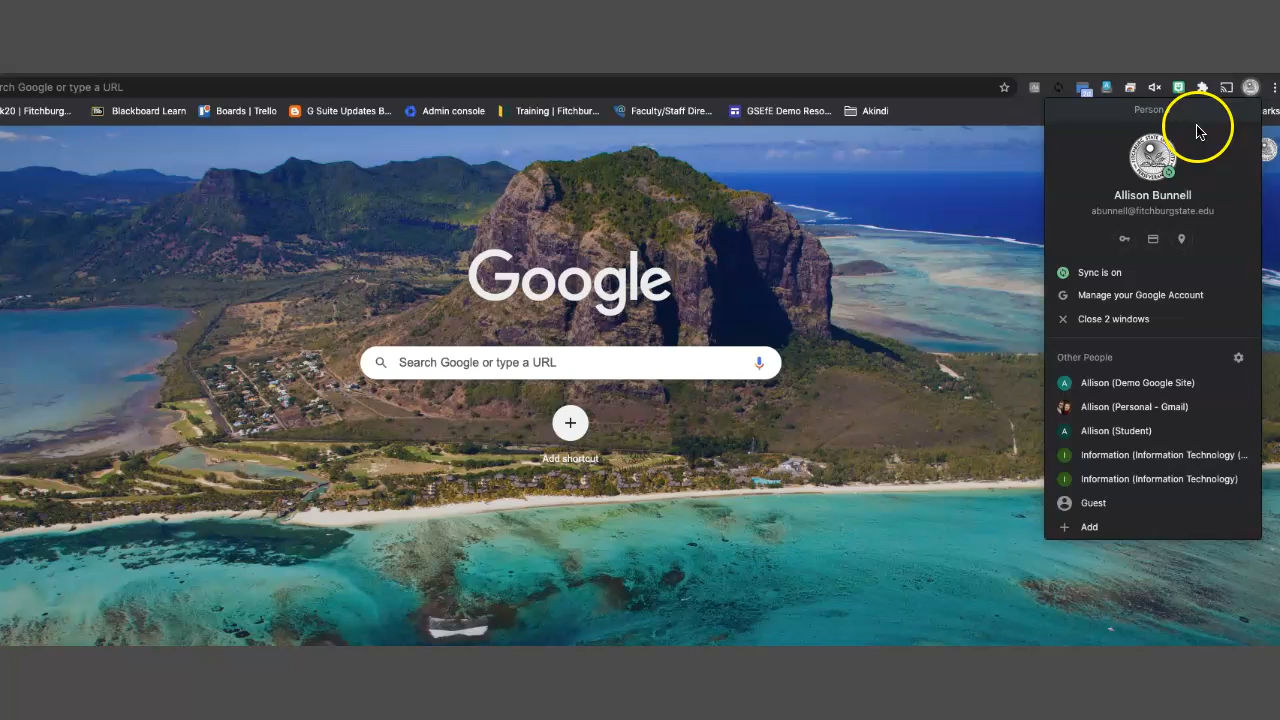 rch Google or type a URL
k20 | Fitchburg...
Blackboard Learn
Boards | Trello
G Suite Updates B...
Admin console
Training | Fitchbur...
Faculty/Staff Dire...
GSEfE Demo Reso...
Akindi
arks
Person
Allison Bunnell
abunnell@fitchburgstate.edu
Sync is on
Manage your Google Account
Close 2 windows
Other People
A Allison (Demo Google Site)
Allison (Personal - Gmail)
A Allison (Student)
I Information (Information Technology (...
I Information (Information Technology)
Guest
Add
Google
Search Google or type a URL
Add shortcut